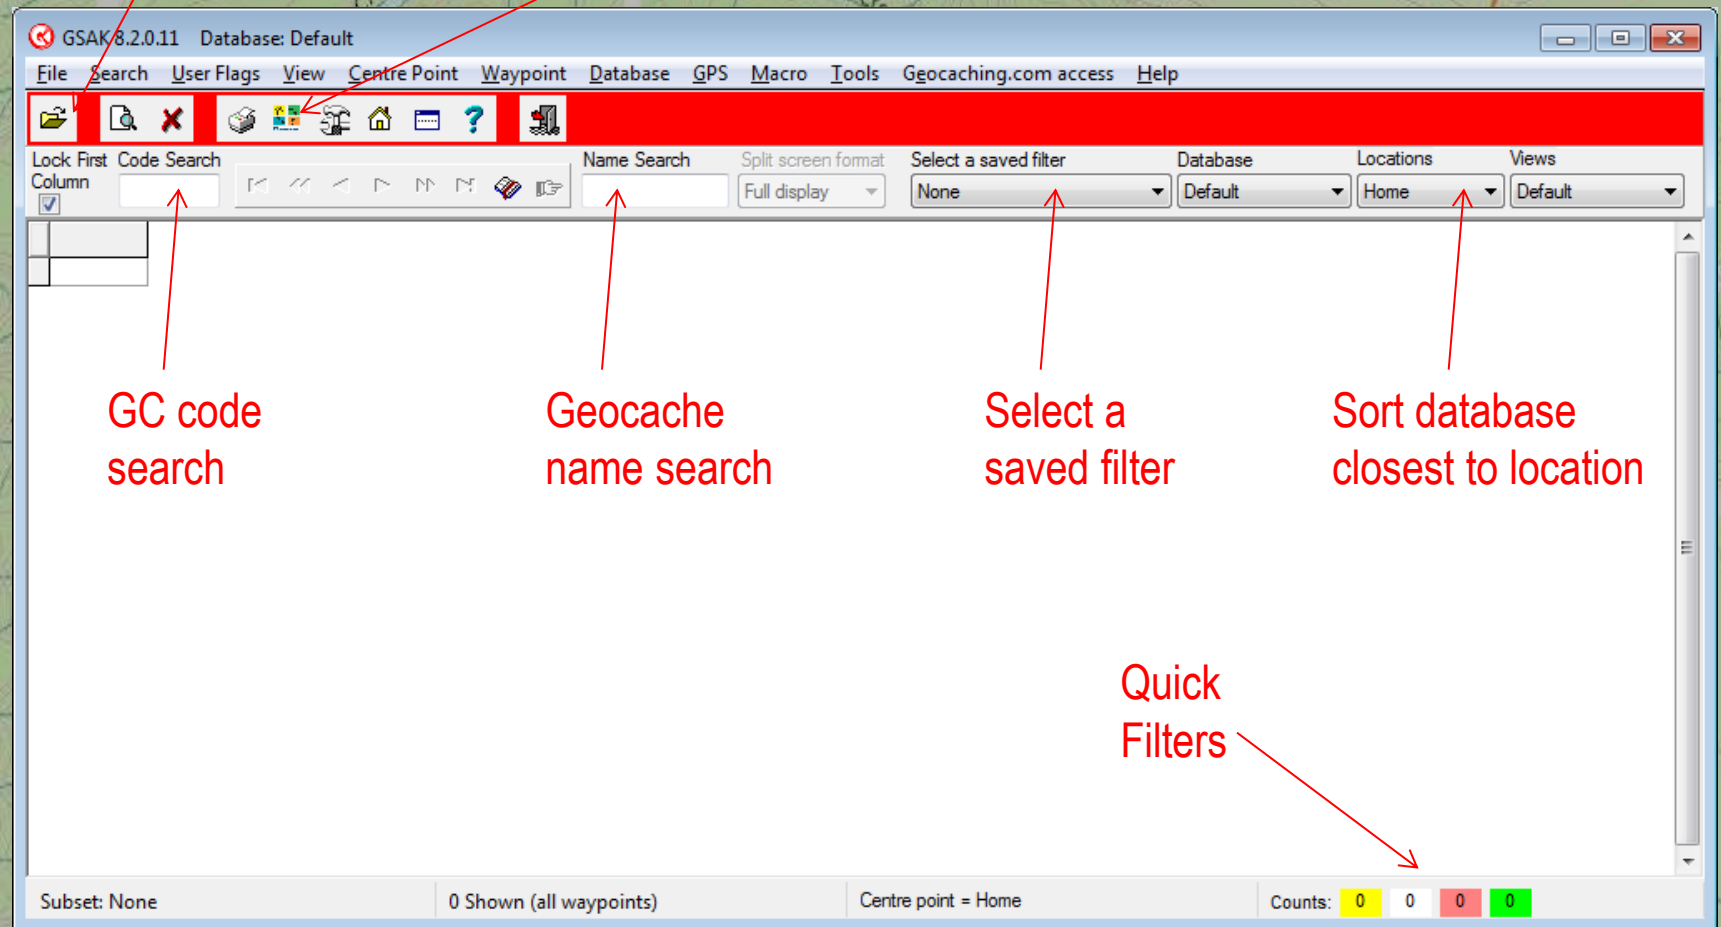 GSAK 8.2.0.11 Database: Default
File Search User Flags View Centre Point Waypoint Database GPS Macro Tools Geocaching.com access Help
Lock First Column
Code Search
Name Search
Split screen format
Select a saved filter
Database
Locations
Views
Full display
None
Default
Home
Default
GC code
search
Geocache
name search
Select a
saved filter
Sort database
closest to location
Quick
Filters
Subset: None
0 Shown (all waypoints)
Centre point = Home
Counts: 0 0 0 0